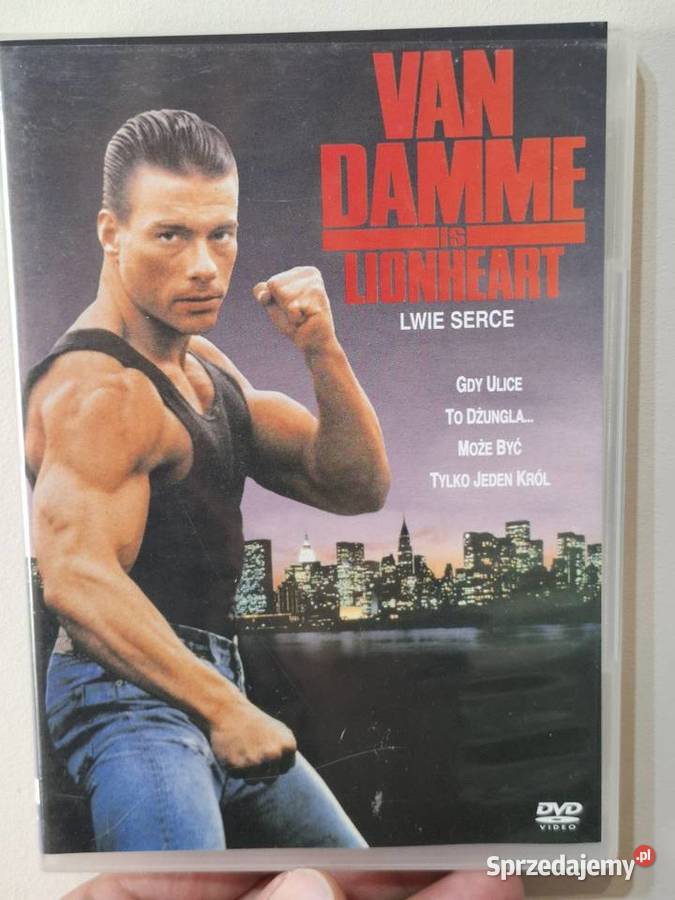 VAN
DAMME
IS
LIONHEART
LWIE SERCE
GDY ULICE
TO DŻUNGLA...
MOŻE BYĆ
TYLKO JEDEN KRÓL
DVD
VIDEO
Sprzedajemy.pl